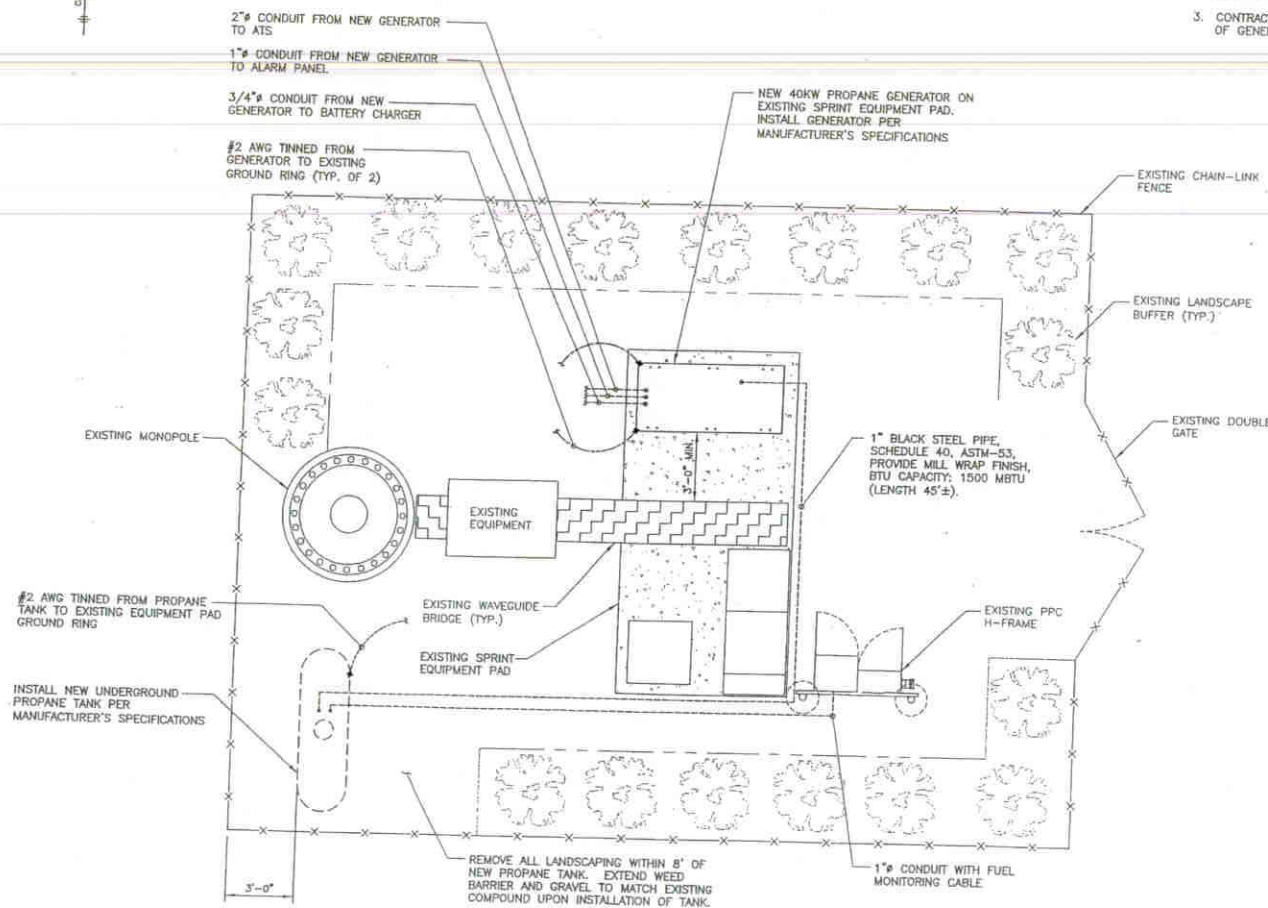 2"ø CONDUIT FROM NEW GENERATOR
TO ATS
1"ø CONDUIT FROM NEW GENERATOR
TO ALARM PANEL
3/4"ø CONDUIT FROM NEW
GENERATOR TO BATTERY CHARGER
#2 AWG TINNED FROM
GENERATOR TO EXISTING
GROUND RING (TYP. OF 2)
3. CONTRAC
OF GENE
NEW 40KW PROPANE GENERATOR ON
EXISTING SPRINT EQUIPMENT PAD.
INSTALL GENERATOR PER
MANUFACTURER'S SPECIFICATIONS
EXISTING CHAIN-LINK
FENCE
EXISTING LANDSCAPE
BUFFER (TYP.)
EXISTING DOUBLE
GATE
EXISTING MONOPOLE
1" BLACK STEEL PIPE,
SCHEDULE 40, ASTM-53,
PROVIDE MILL WRAP FINISH,
BTU CAPACITY: 1500 MBTU
(LENGTH 45'±).
3'-0" MIN.
EXISTING
EQUIPMENT
#2 AWG TINNED FROM PROPANE
TANK TO EXISTING EQUIPMENT PAD
GROUND RING
EXISTING WAVEGUIDE
BRIDGE (TYP.)
EXISTING PPC
H-FRAME
EXISTING SPRINT
EQUIPMENT PAD
INSTALL NEW UNDERGROUND
PROPANE TANK PER
MANUFACTURER'S SPECIFICATIONS
REMOVE ALL LANDSCAPING WITHIN 8' OF
NEW PROPANE TANK. EXTEND WEED
BARRIER AND GRAVEL TO MATCH EXISTING
COMPOUND UPON INSTALLATION OF TANK.
1"ø CONDUIT WITH FUEL
MONITORING CABLE
3'-0"